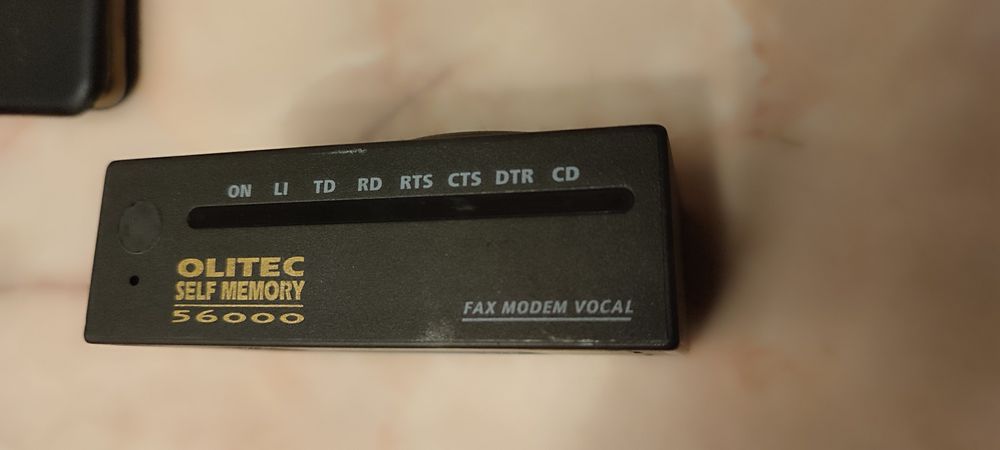 ON LI TD RD RTS CTS DTR CD
OLITEC
SELF MEMORY
56000
FAX MODEM VOCAL